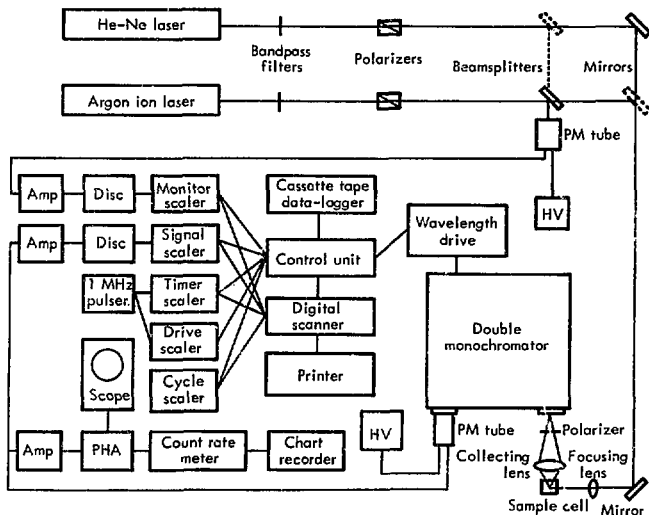 He-Ne laser
Bandpass
filters
Polarizers
Beamsplitters
Mirrors
Argon ion laser
PM tube
HV
Amp
Disc
Monitor
scaler
Cassette tape
data-logger
Wavelength
drive
Amp
Disc
Signal
scaler
Control unit
1 MHz
pulser.
Timer
scaler
Digital
scanner
Double
monochromator
Drive
scaler
Scope
Cycle
scaler
Printer
Amp
PHA
Count rate
meter
Chart
recorder
HV
PM tube
Polarizer
Collecting
lens
Focusing
lens
Sample cell
Mirror